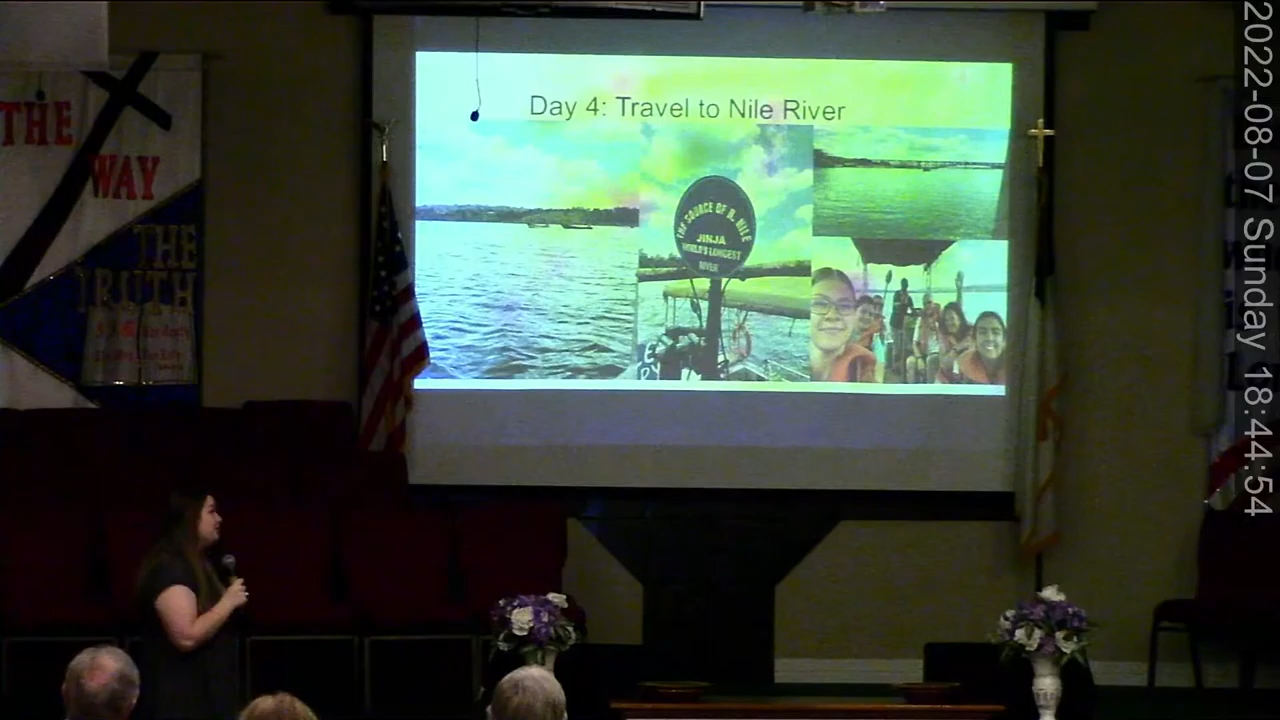 THE
WAY
THE
TRUTH
Day 4: Travel to Nile River
THE SOURCE OF R. NILE
JINJA
WORLD'S LONGEST
RIVER
2022-08-07 Sunday 18:44:54